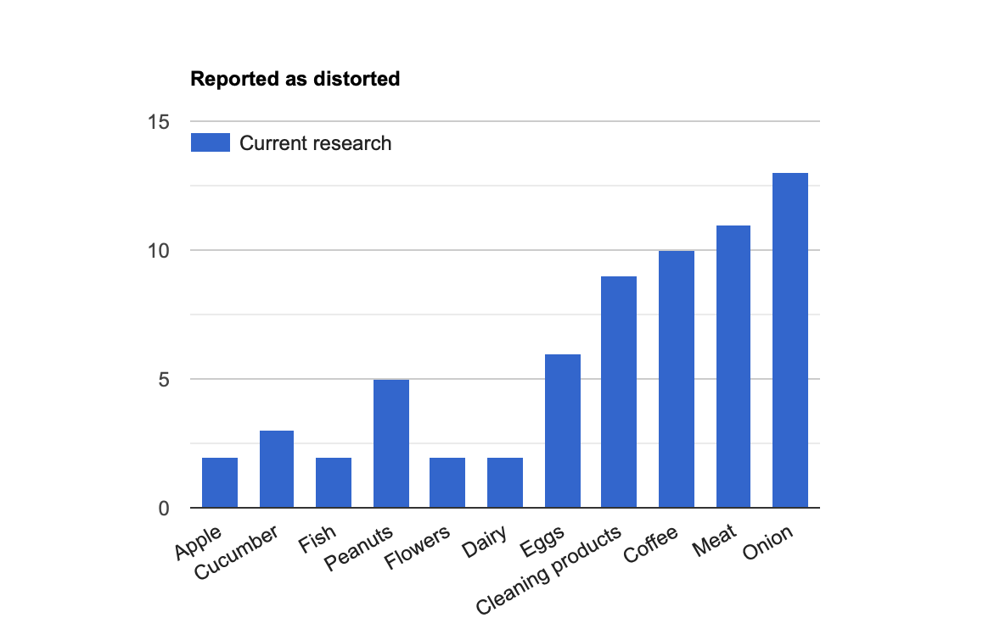 Reported as distorted
15
Current research
10
5
0
Apple
Cucumber
Fish
Peanuts
Flowers
Dairy
Eggs
Cleaning products
Coffee
Meat
Onion